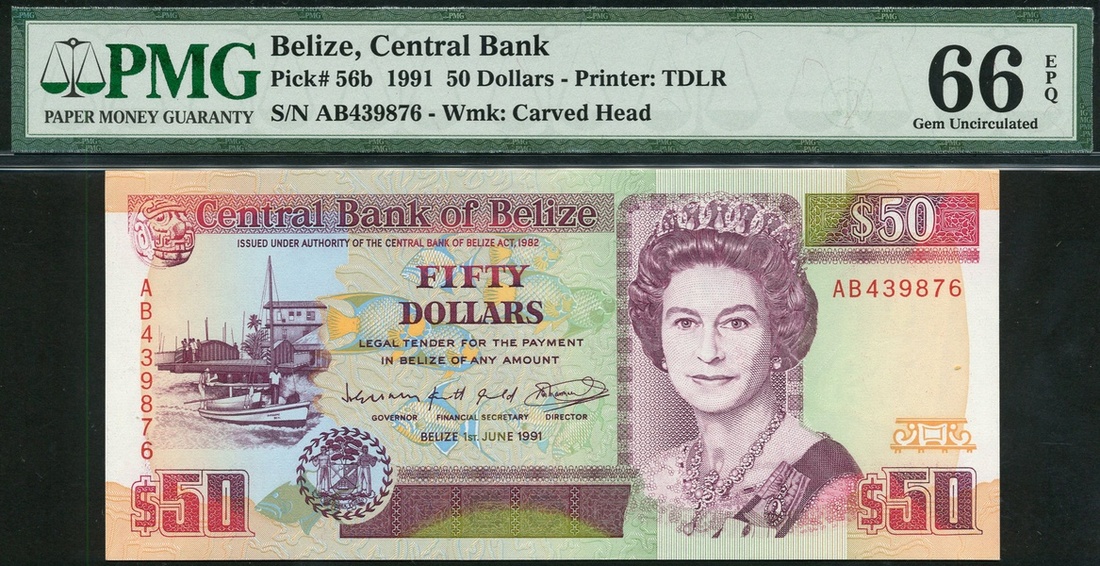 PMG
PAPER MONEY GUARANTY
Belize, Central Bank
Pick# 56b 1991 50 Dollars - Printer: TDLR
S/N AB439876 - Wmk: Carved Head
66 EPQ
Gem Uncirculated
Central Bank of Belize
$50
ISSUED UNDER AUTHORITY OF THE CENTRAL BANK OF BELIZE ACT, 1982
AB439876
FIFTY
DOLLARS
AB439876
LEGAL TENDER FOR THE PAYMENT
IN BELIZE OF ANY AMOUNT
GOVERNOR FINANCIAL SECRETARY DIRECTOR
BELIZE 1ST. JUNE 1991
$50
$50